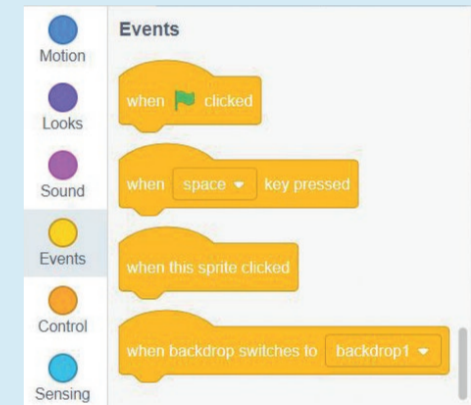 Motion
Looks
Sound
Events
Control
Sensing
Events
when clicked
when space key pressed
when this sprite clicked
when backdrop switches to backdrop1